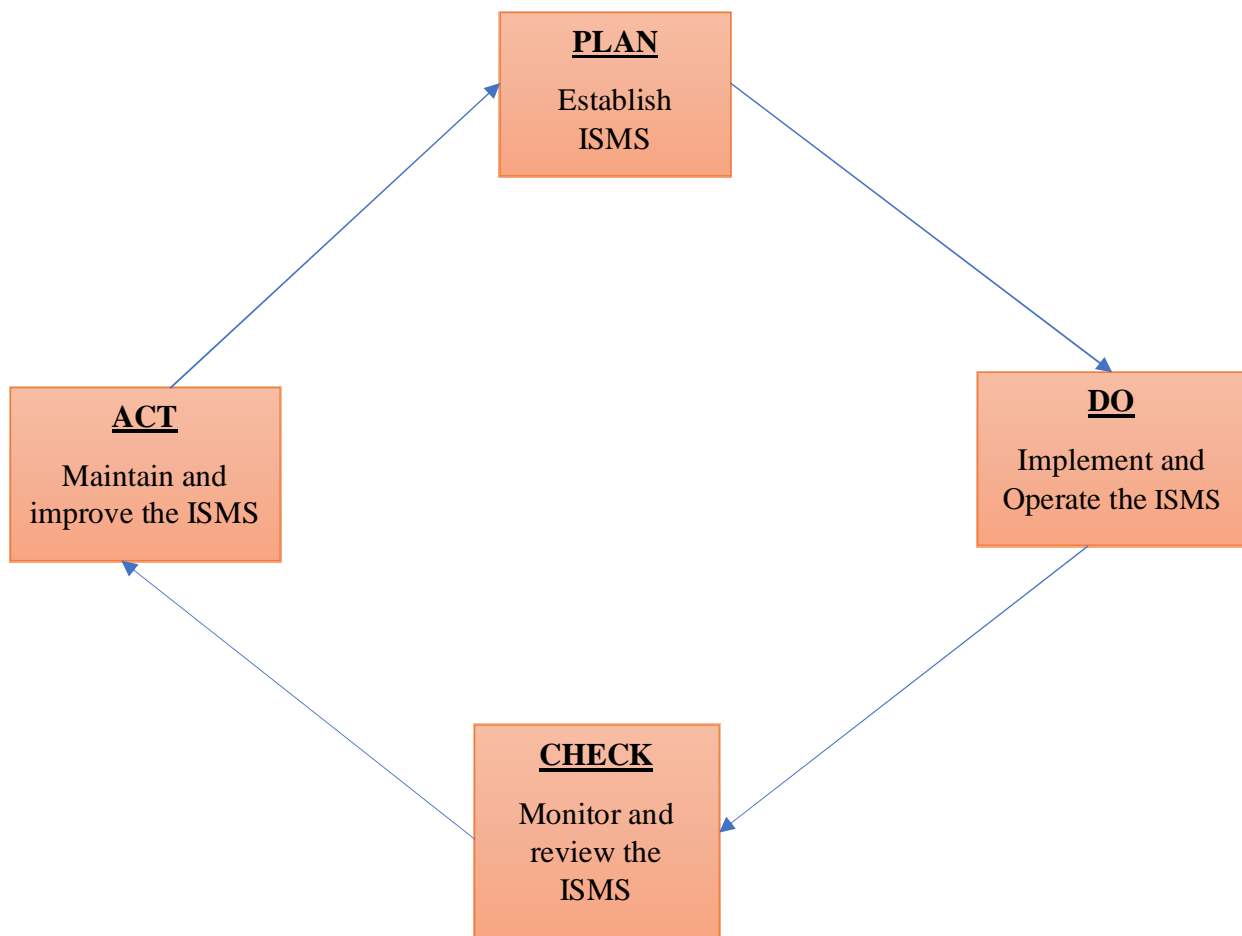 PLAN
Establish
ISMS
DO
Implement and
Operate the ISMS
CHECK
Monitor and
review the
ISMS
ACT
Maintain and
improve the ISMS